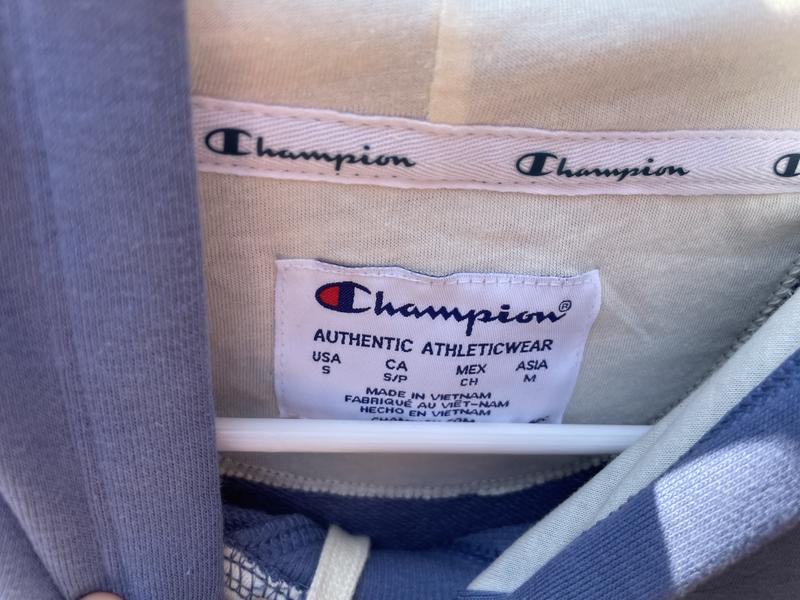 Champion Champion
Champion®
AUTHENTIC ATHLETICWEAR
USA CA MEX ASIA
S S/P CH M
MADE IN VIETNAM
FABRIQUÉ AU VIÊT-NAM
HECHO EN VIETNAM